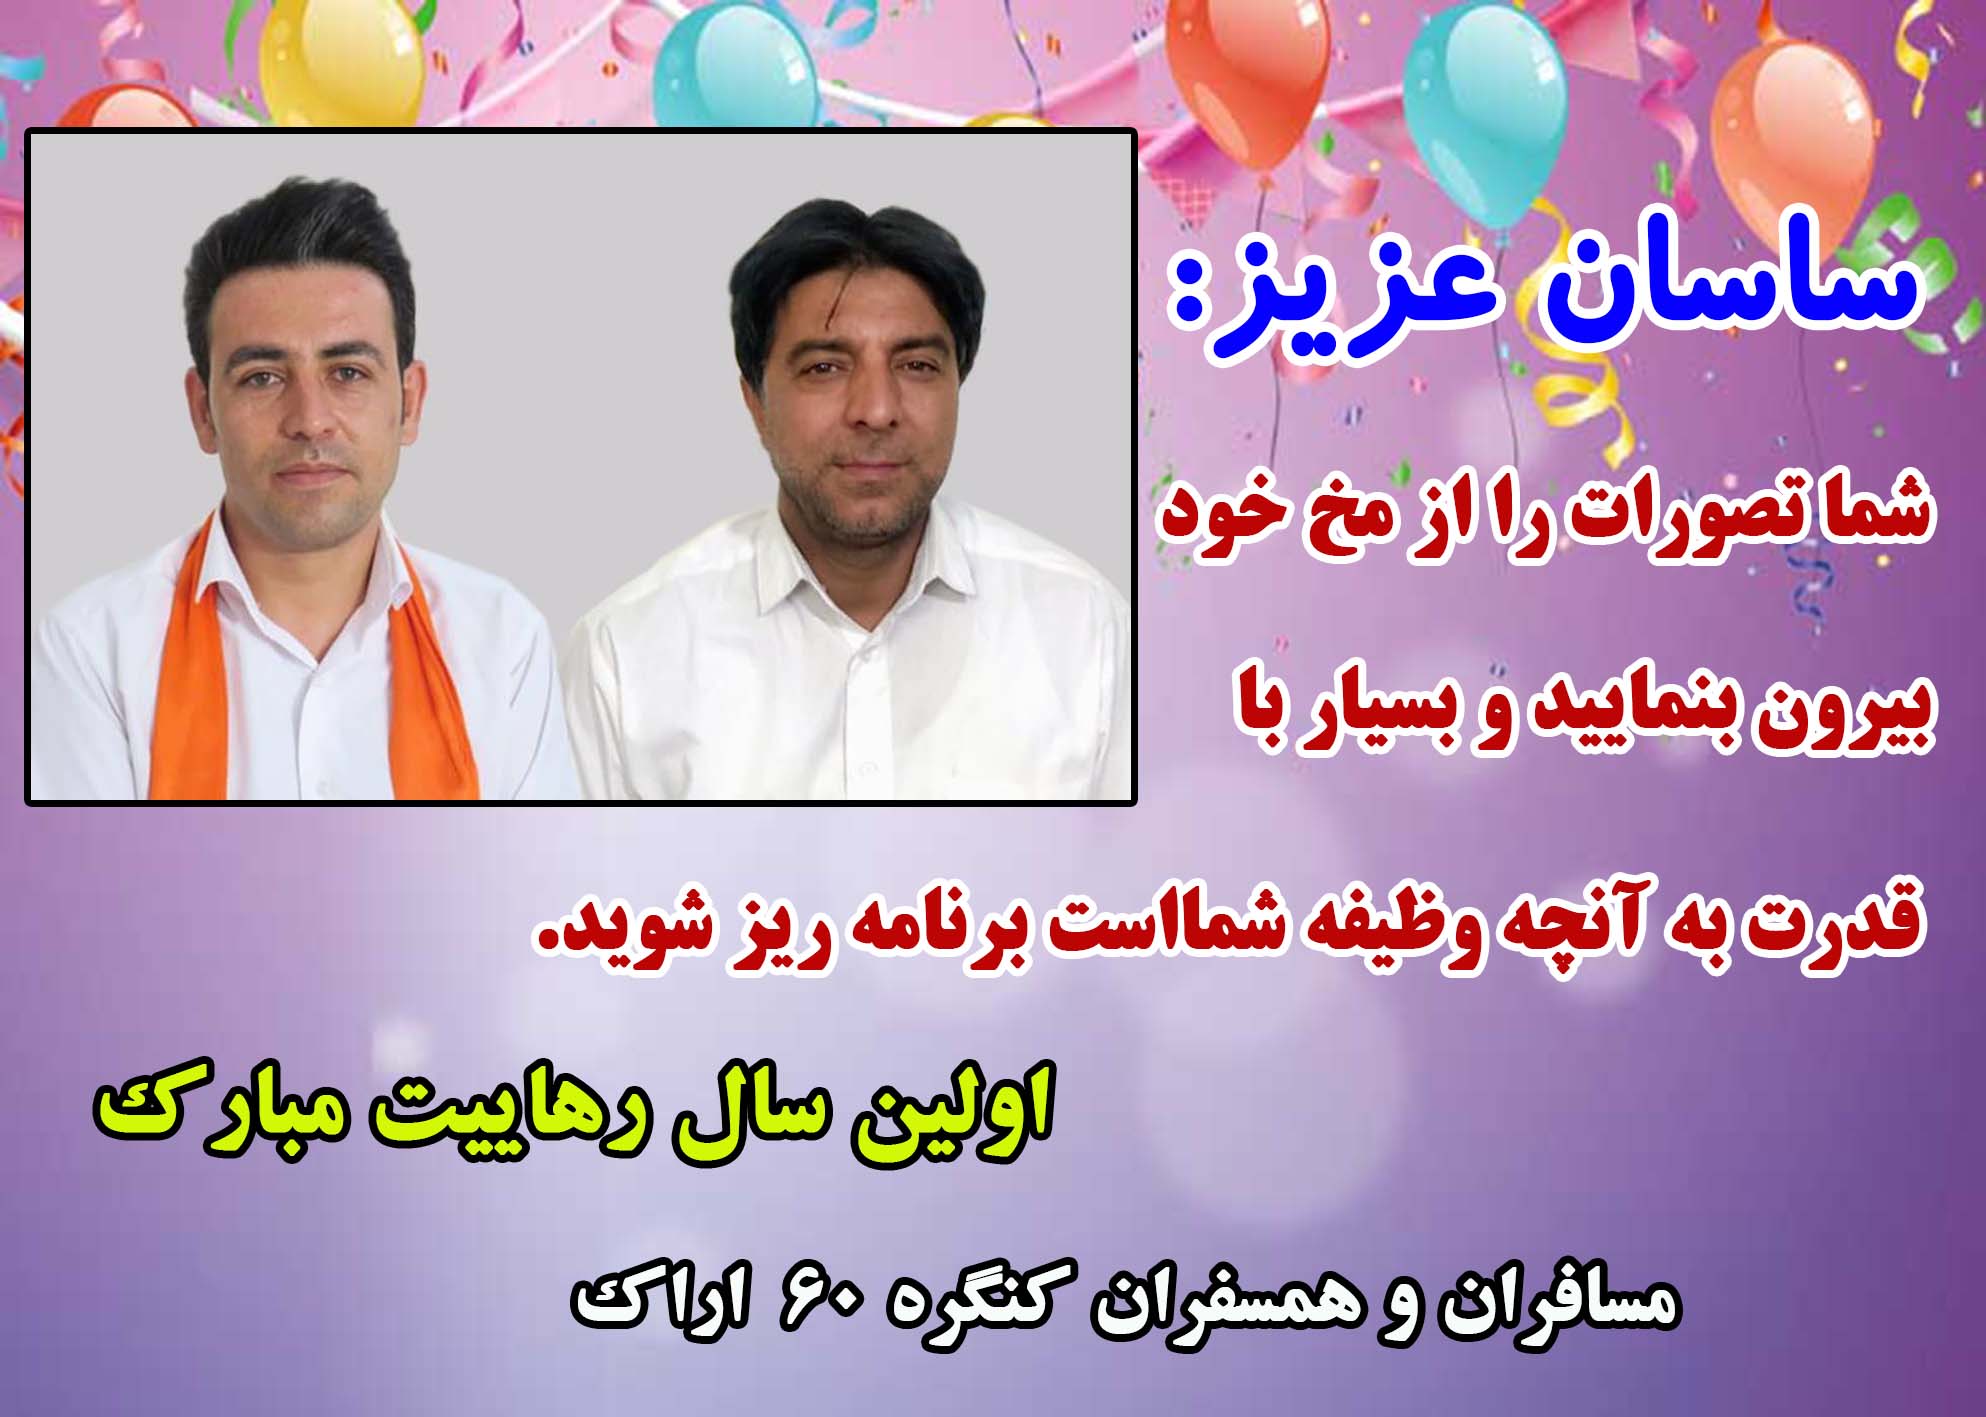 ساسان عزیز:
شما تصورات را از مخ خود
بیرون بنمایید و بسیار با
قدرت به آنچه وظیفه شمااست برنامه ریز شوید.
اولین سال رهاییت مبارک
مسافران و همسفران کنگره ۶۰ اراک